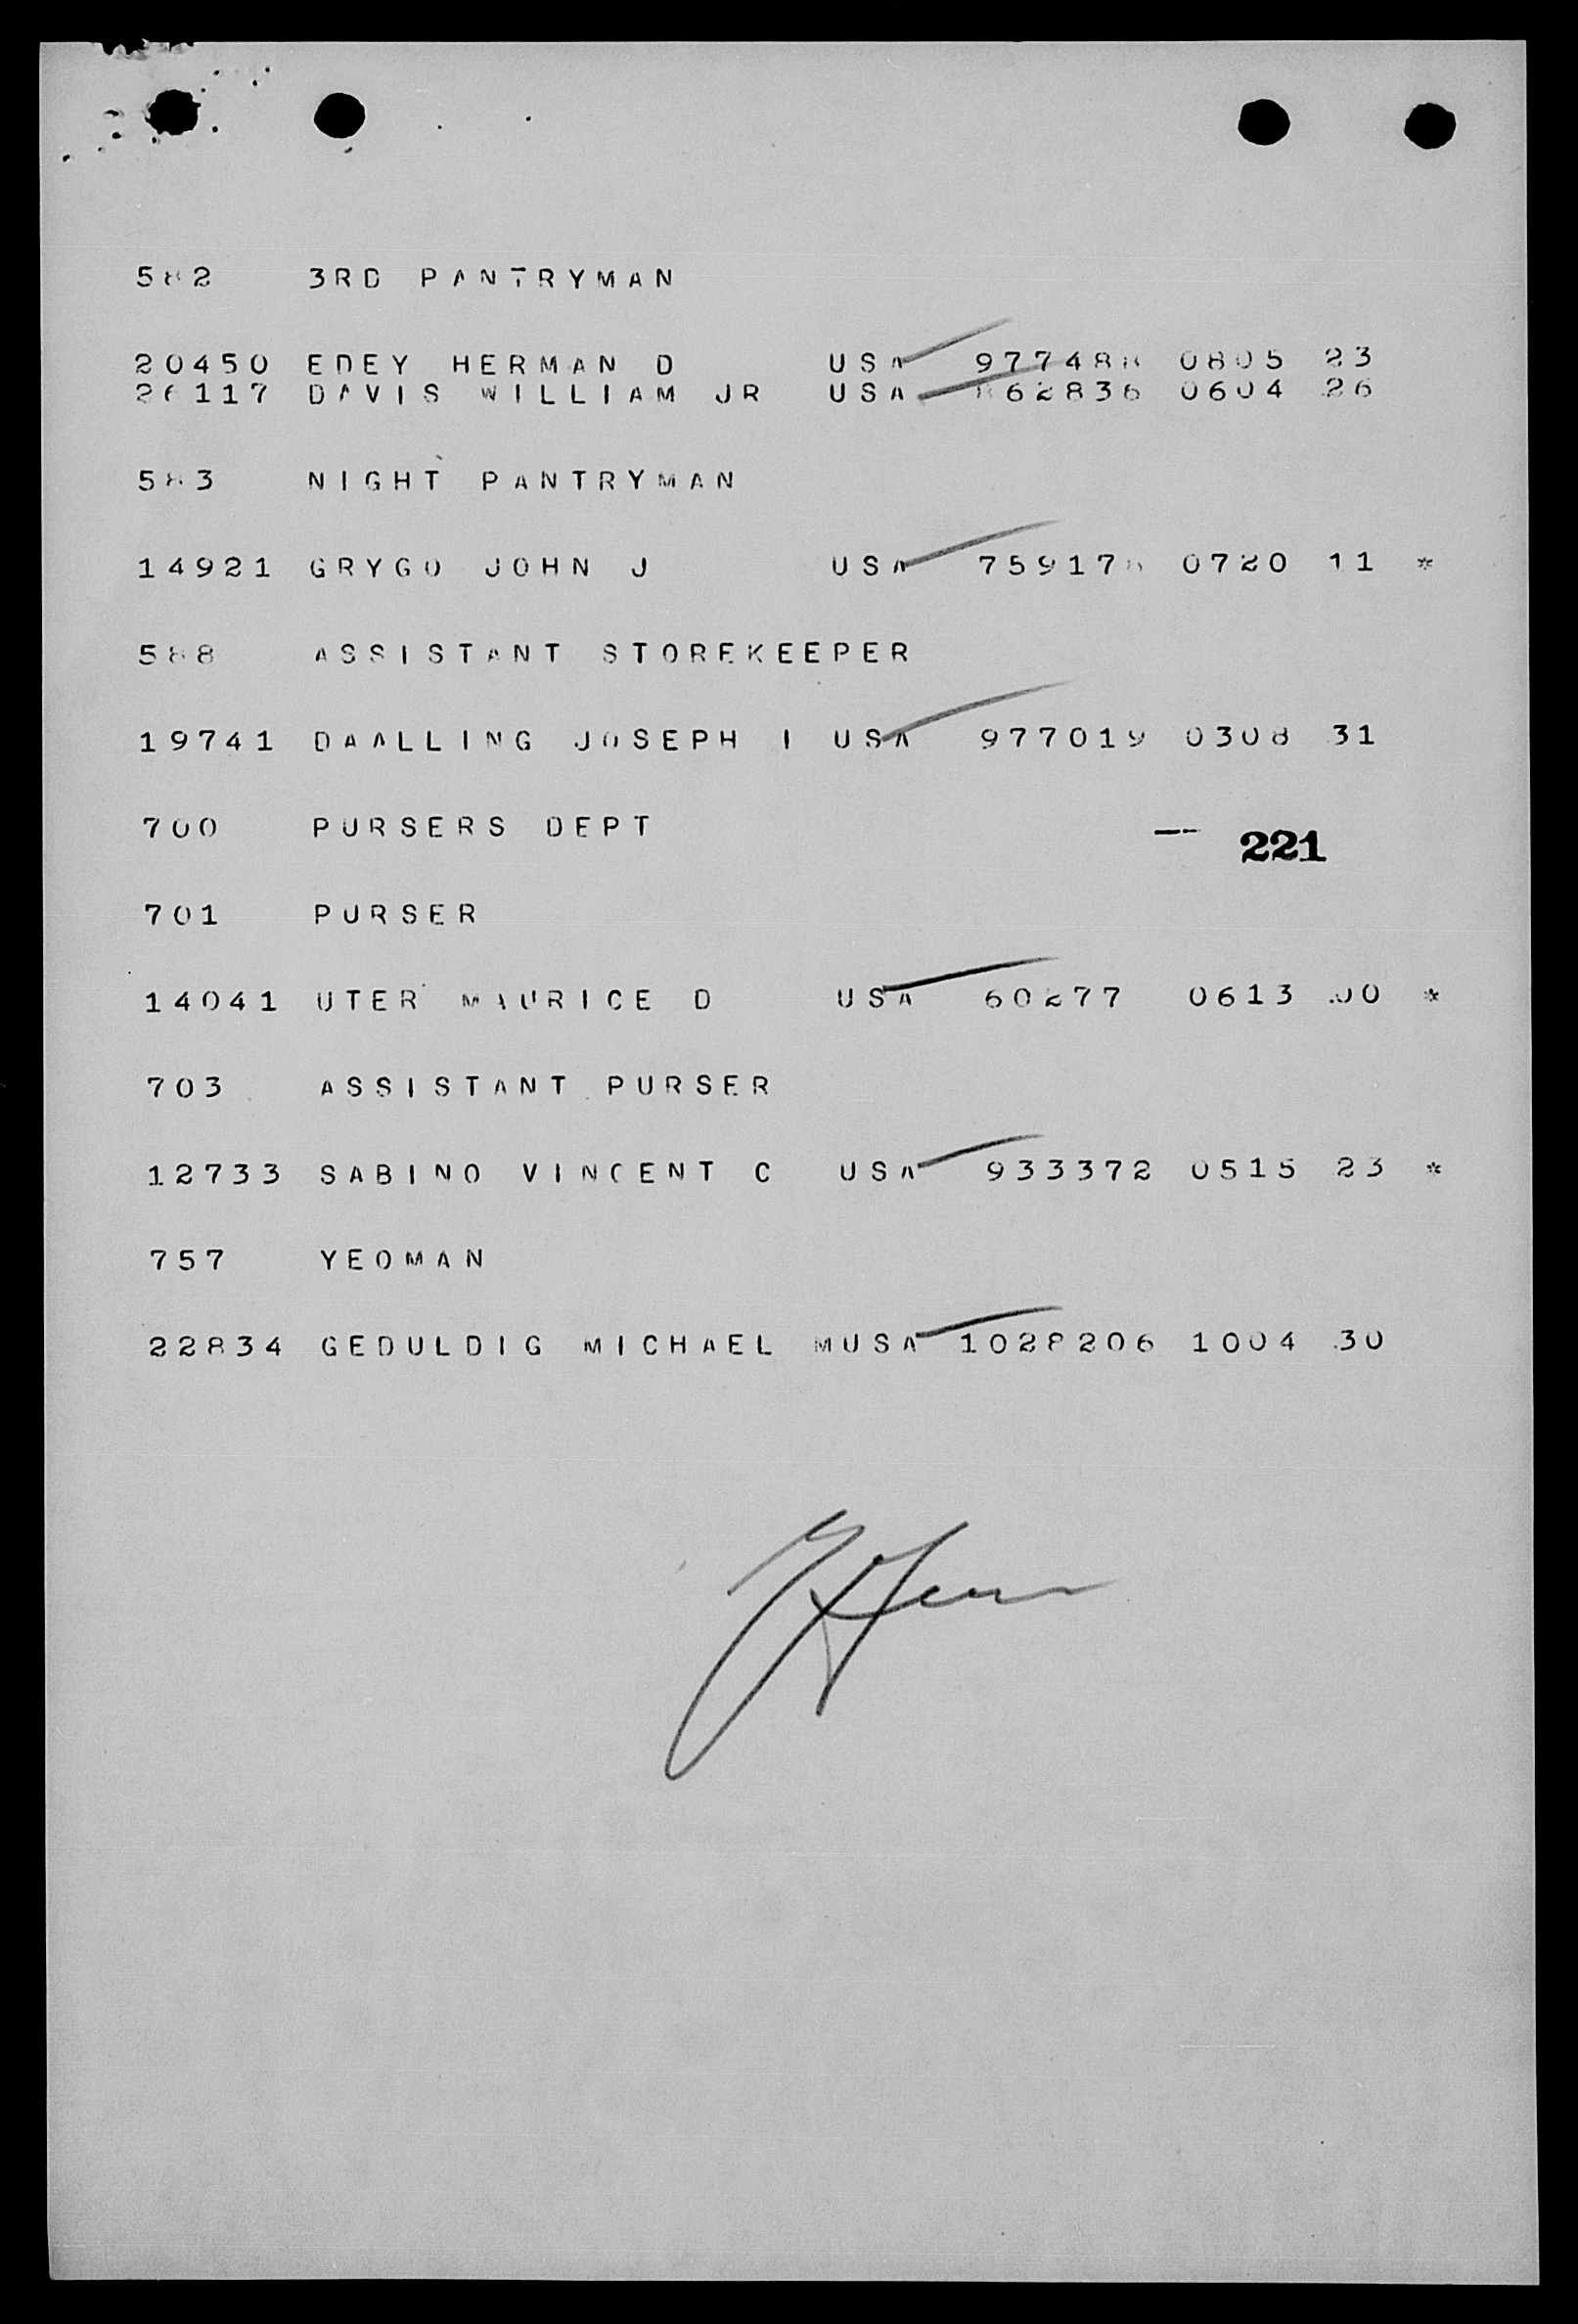 582 3RD PANTRYMAN
20450 EDEY HERMAN D USA 977488 0805 23
26117 DAVIS WILLIAM JR USA 862836 0604 26
583 NIGHT PANTRYMAN
14921 GRYGO JOHN J USA 0720 11 *
588 ASSISTANT STOREKEEPER
19741 DAALLING JOSEPH I USA 977019 0308 31
700 PURSERS DEPT
221
701 PURSER
14041 UTER MAURICE D USA 60277 0613 00 *
703 ASSISTANT PURSER
12733 SABINO VINCENT C USA 933372 0515 23 *
757 YEOMAN
22834 GEDULDIG MICHAEL MUSA 1028206 1004 30